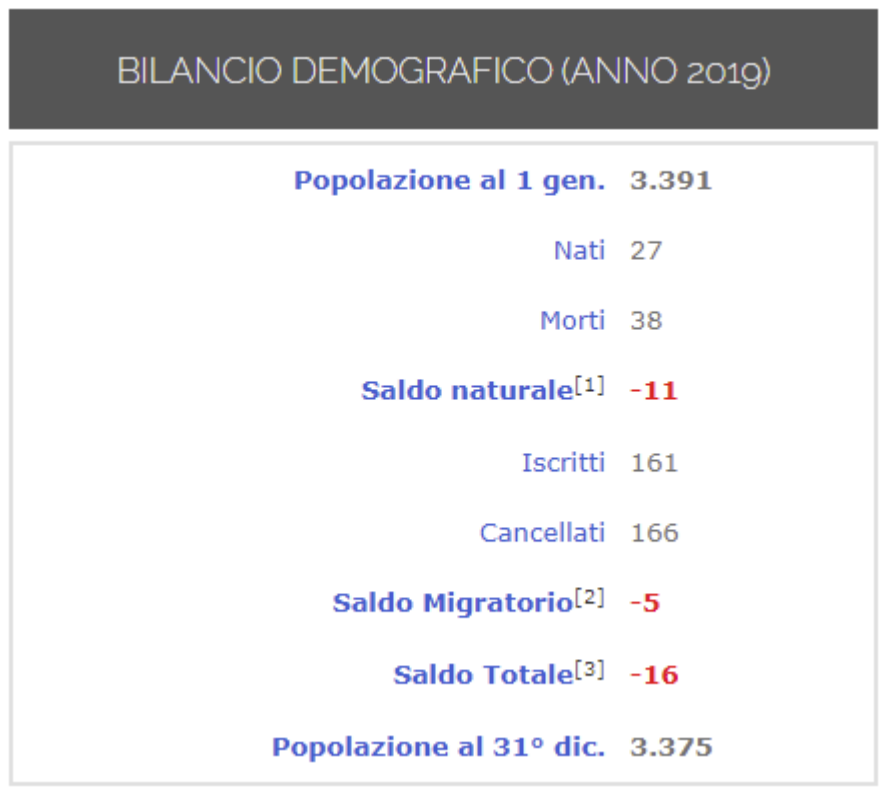 BILANCIO DEMOGRAFICO (ANNO 2019)
Popolazione al 1 gen. 3.391
Nati 27
Morti 38
Saldo naturale[1] -11
Iscritti 161
Cancellati 166
Saldo Migratorio[2] -5
Saldo Totale[3] -16
Popolazione al 31° dic. 3.375